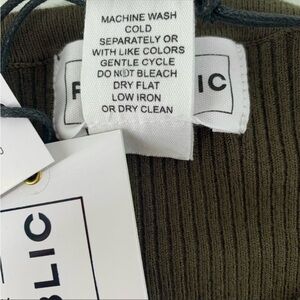 MACHINE WASH
COLD
SEPARATELY OR
WITH LIKE COLORS
GENTLE CYCLE
DO NOT BLEACH
DRY FLAT
LOW IRON
OR DRY CLEAN
P IC
BLIC